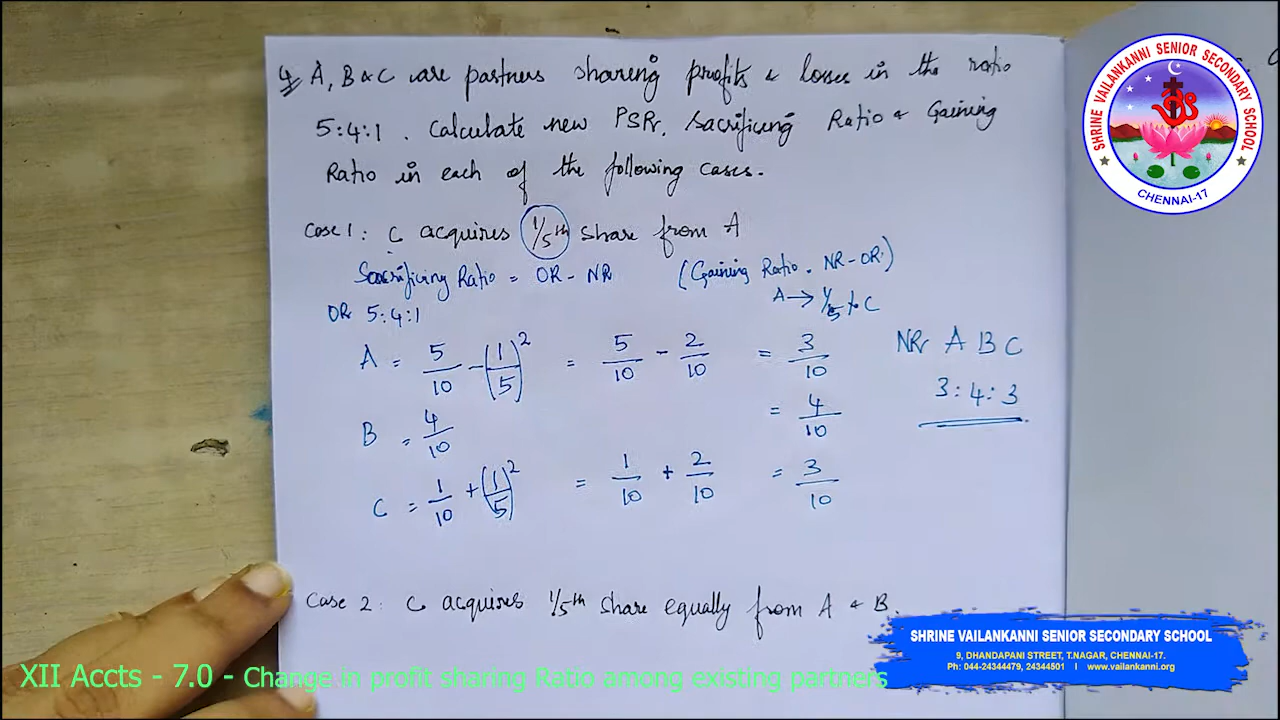 4 A, B & C are partners sharing profits & losses in the ratio
5:4:1. Calculate new PSR, Sacrificing Ratio & Gaining
Ratio in each of the following cases.
Case 1: C acquires 1/5th share from A
Sacrificing Ratio = OR - NR (Gaining Ratio = NR - OR)
A → 1/5 to C
OR 5:4:1
A = 5/10 - (1/5)² = 5/10 - 2/10 = 3/10
NR A B C
3:4:3
B = 4/10 = 4/10
C = 1/10 + (1/5)² = 1/10 + 2/10 = 3/10
Case 2: C acquires 1/5th share equally from A & B.
SHRINE VAILANKANNI SENIOR SECONDARY SCHOOL
CHENNAI-17
SHRINE VAILANKANNI SENIOR SECONDARY SCHOOL
9, DHANDAPANI STREET, T.NAGAR, CHENNAI-17.
Ph: 044-24344479, 24344501 I www.vailankanni.org
XII Accts - 7.0 - Change in profit sharing Ratio among existing partners